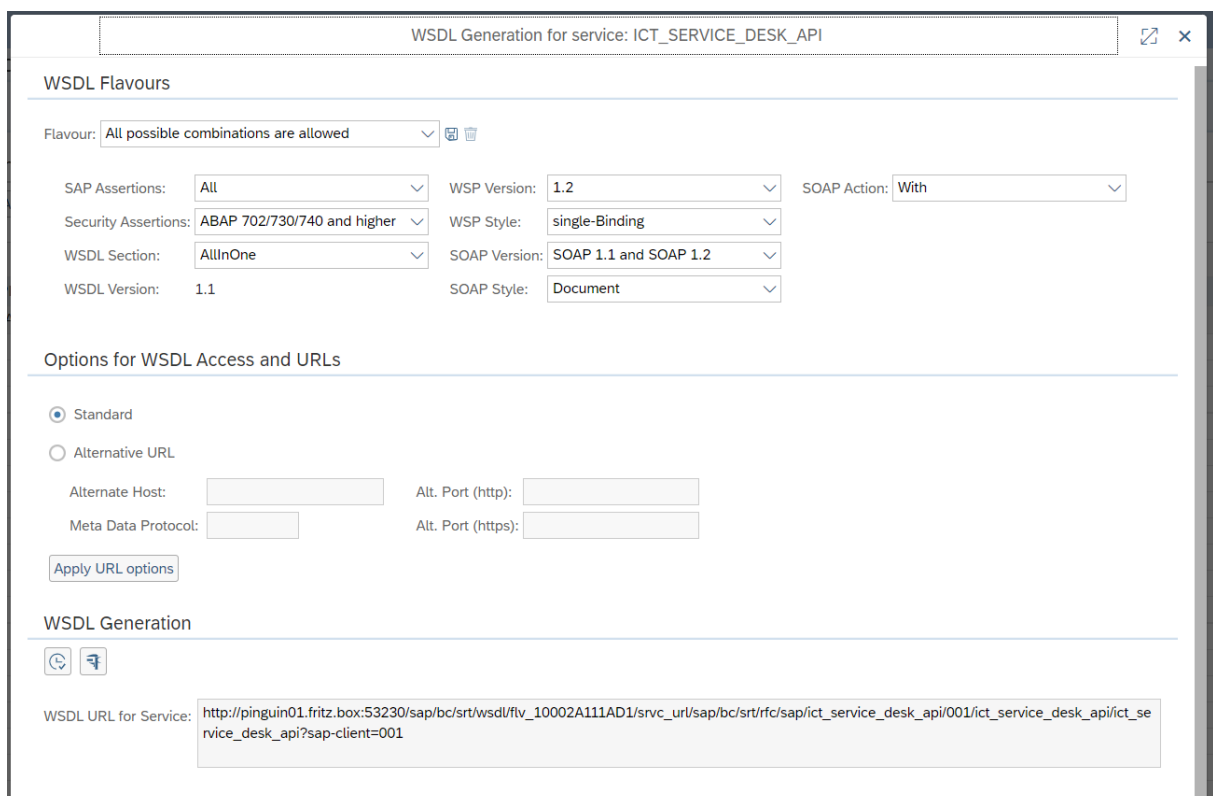 WSDL Generation for service: ICT_SERVICE_DESK_API
WSDL Flavours
Flavour: All possible combinations are allowed
SAP Assertions: All WSP Version: 1.2 SOAP Action: With
Security Assertions: ABAP 702/730/740 and higher WSP Style: single-Binding
WSDL Section: AllInOne SOAP Version: SOAP 1.1 and SOAP 1.2
WSDL Version: 1.1 SOAP Style: Document
Options for WSDL Access and URLs
Standard
Alternative URL
Alternate Host: Alt. Port (http):
Meta Data Protocol: Alt. Port (https):
Apply URL options
WSDL Generation
WSDL URL for Service: http://pinguin01.fritz.box:53230/sap/bc/srt/wsdl/flv_10002A111AD1/srvc_url/sap/bc/srt/rfc/sap/ict_service_desk_api/001/ict_service_desk_api/ict_se
rvice_desk_api?sap-client=001